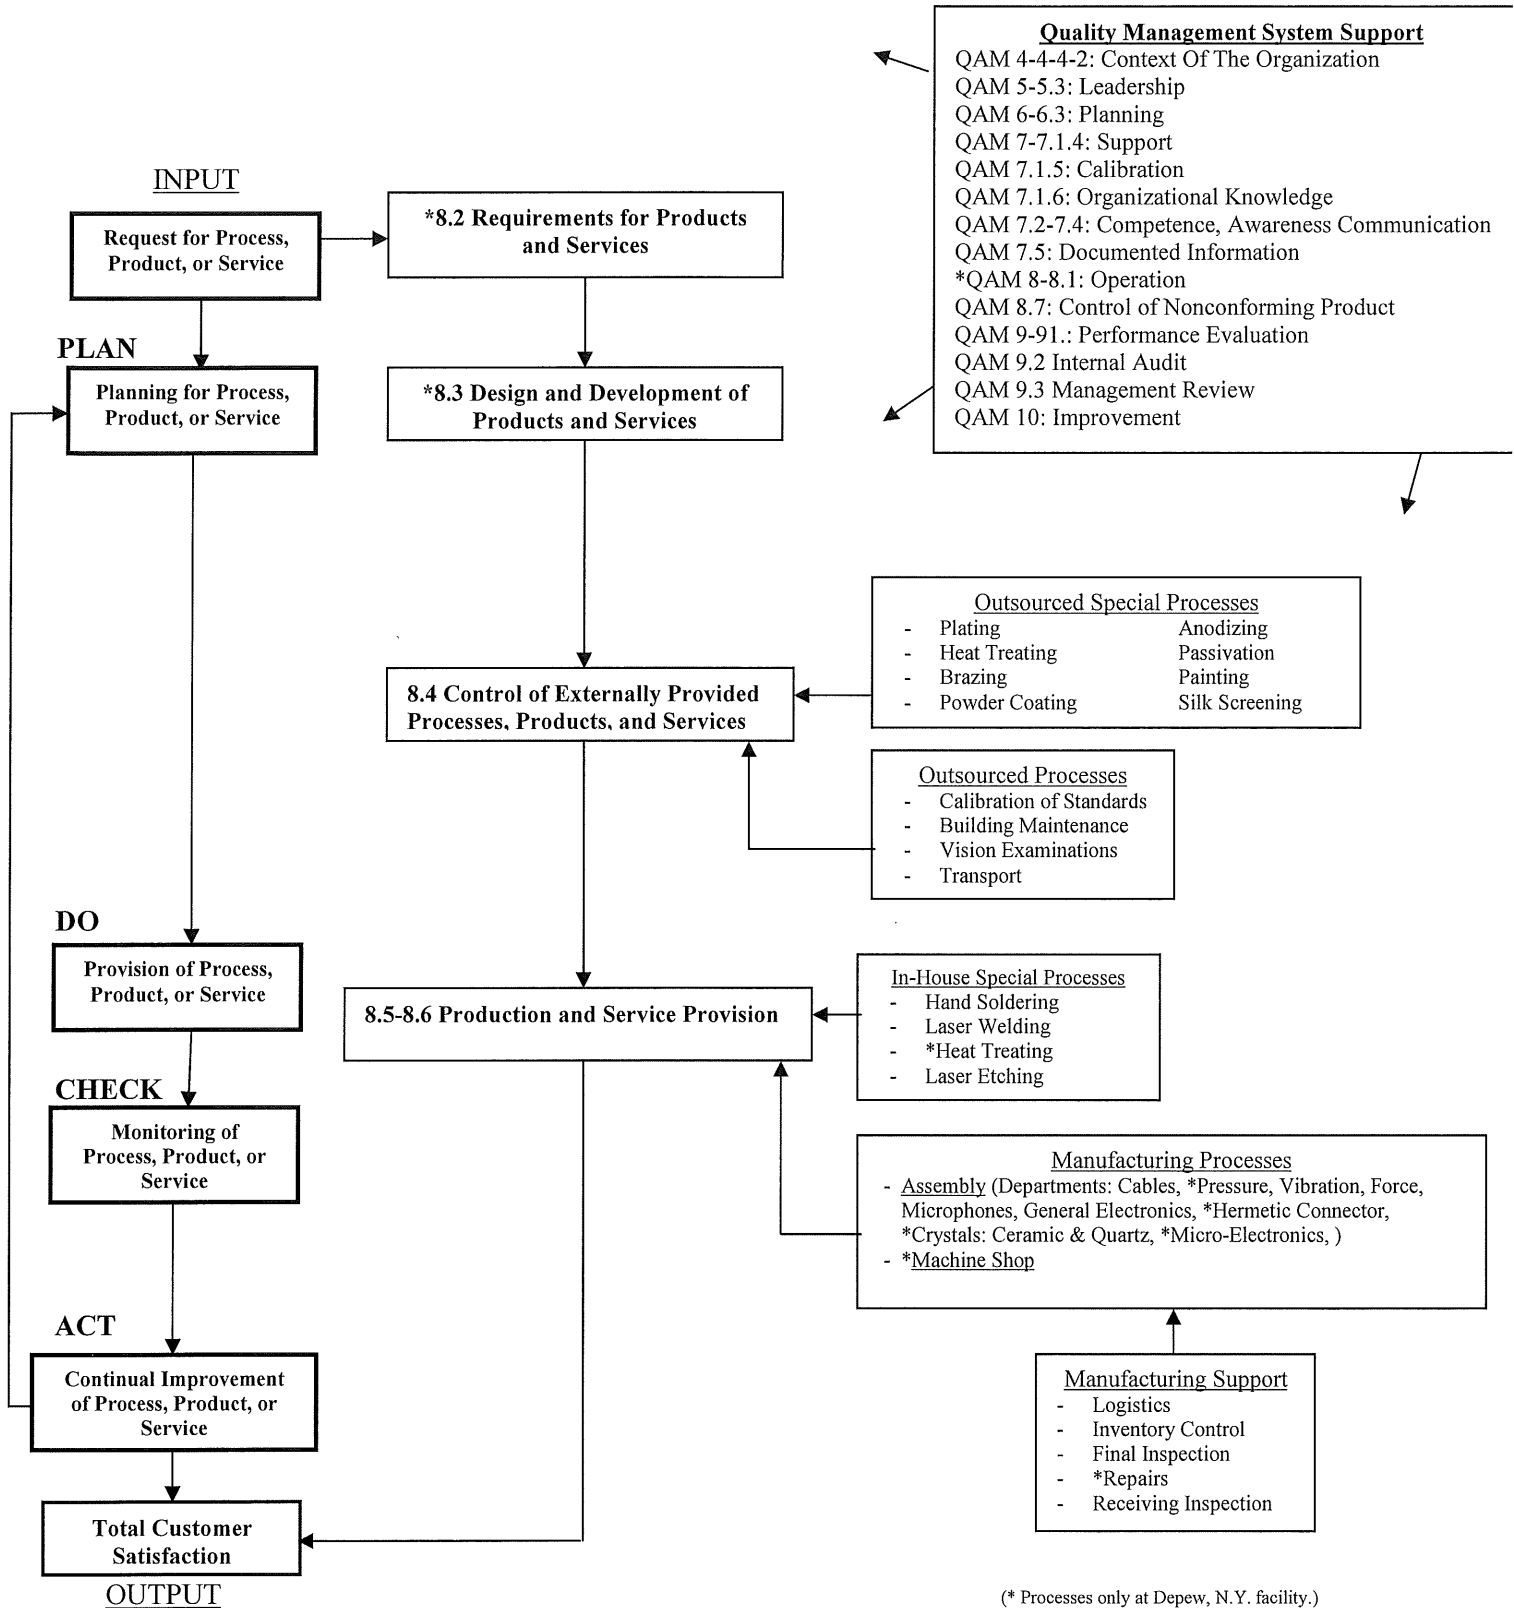 Quality Management System Support
QAM 4-4-4-2: Context Of The Organization
QAM 5-5.3: Leadership
QAM 6-6.3: Planning
QAM 7-7.1.4: Support
QAM 7.1.5: Calibration
QAM 7.1.6: Organizational Knowledge
QAM 7.2-7.4: Competence, Awareness Communication
QAM 7.5: Documented Information
*QAM 8-8.1: Operation
QAM 8.7: Control of Nonconforming Product
QAM 9-91.: Performance Evaluation
QAM 9.2 Internal Audit
QAM 9.3 Management Review
QAM 10: Improvement
INPUT
Request for Process,
Product, or Service
*8.2 Requirements for Products
and Services
PLAN
Planning for Process,
Product, or Service
*8.3 Design and Development of
Products and Services
Outsourced Special Processes
- Plating Anodizing
- Heat Treating Passivation
- Brazing Painting
- Powder Coating Silk Screening
8.4 Control of Externally Provided
Processes, Products, and Services
Outsourced Processes
- Calibration of Standards
- Building Maintenance
- Vision Examinations
- Transport
DO
Provision of Process,
Product, or Service
8.5-8.6 Production and Service Provision
In-House Special Processes
- Hand Soldering
- Laser Welding
- *Heat Treating
- Laser Etching
CHECK
Monitoring of
Process, Product, or
Service
Manufacturing Processes
- Assembly (Departments: Cables, *Pressure, Vibration, Force,
Microphones, General Electronics, *Hermetic Connector,
*Crystals: Ceramic & Quartz, *Micro-Electronics, )
- *Machine Shop
ACT
Continual Improvement
of Process, Product, or
Service
Manufacturing Support
- Logistics
- Inventory Control
- Final Inspection
- *Repairs
- Receiving Inspection
Total Customer
Satisfaction
OUTPUT
(* Processes only at Depew, N.Y. facility.)